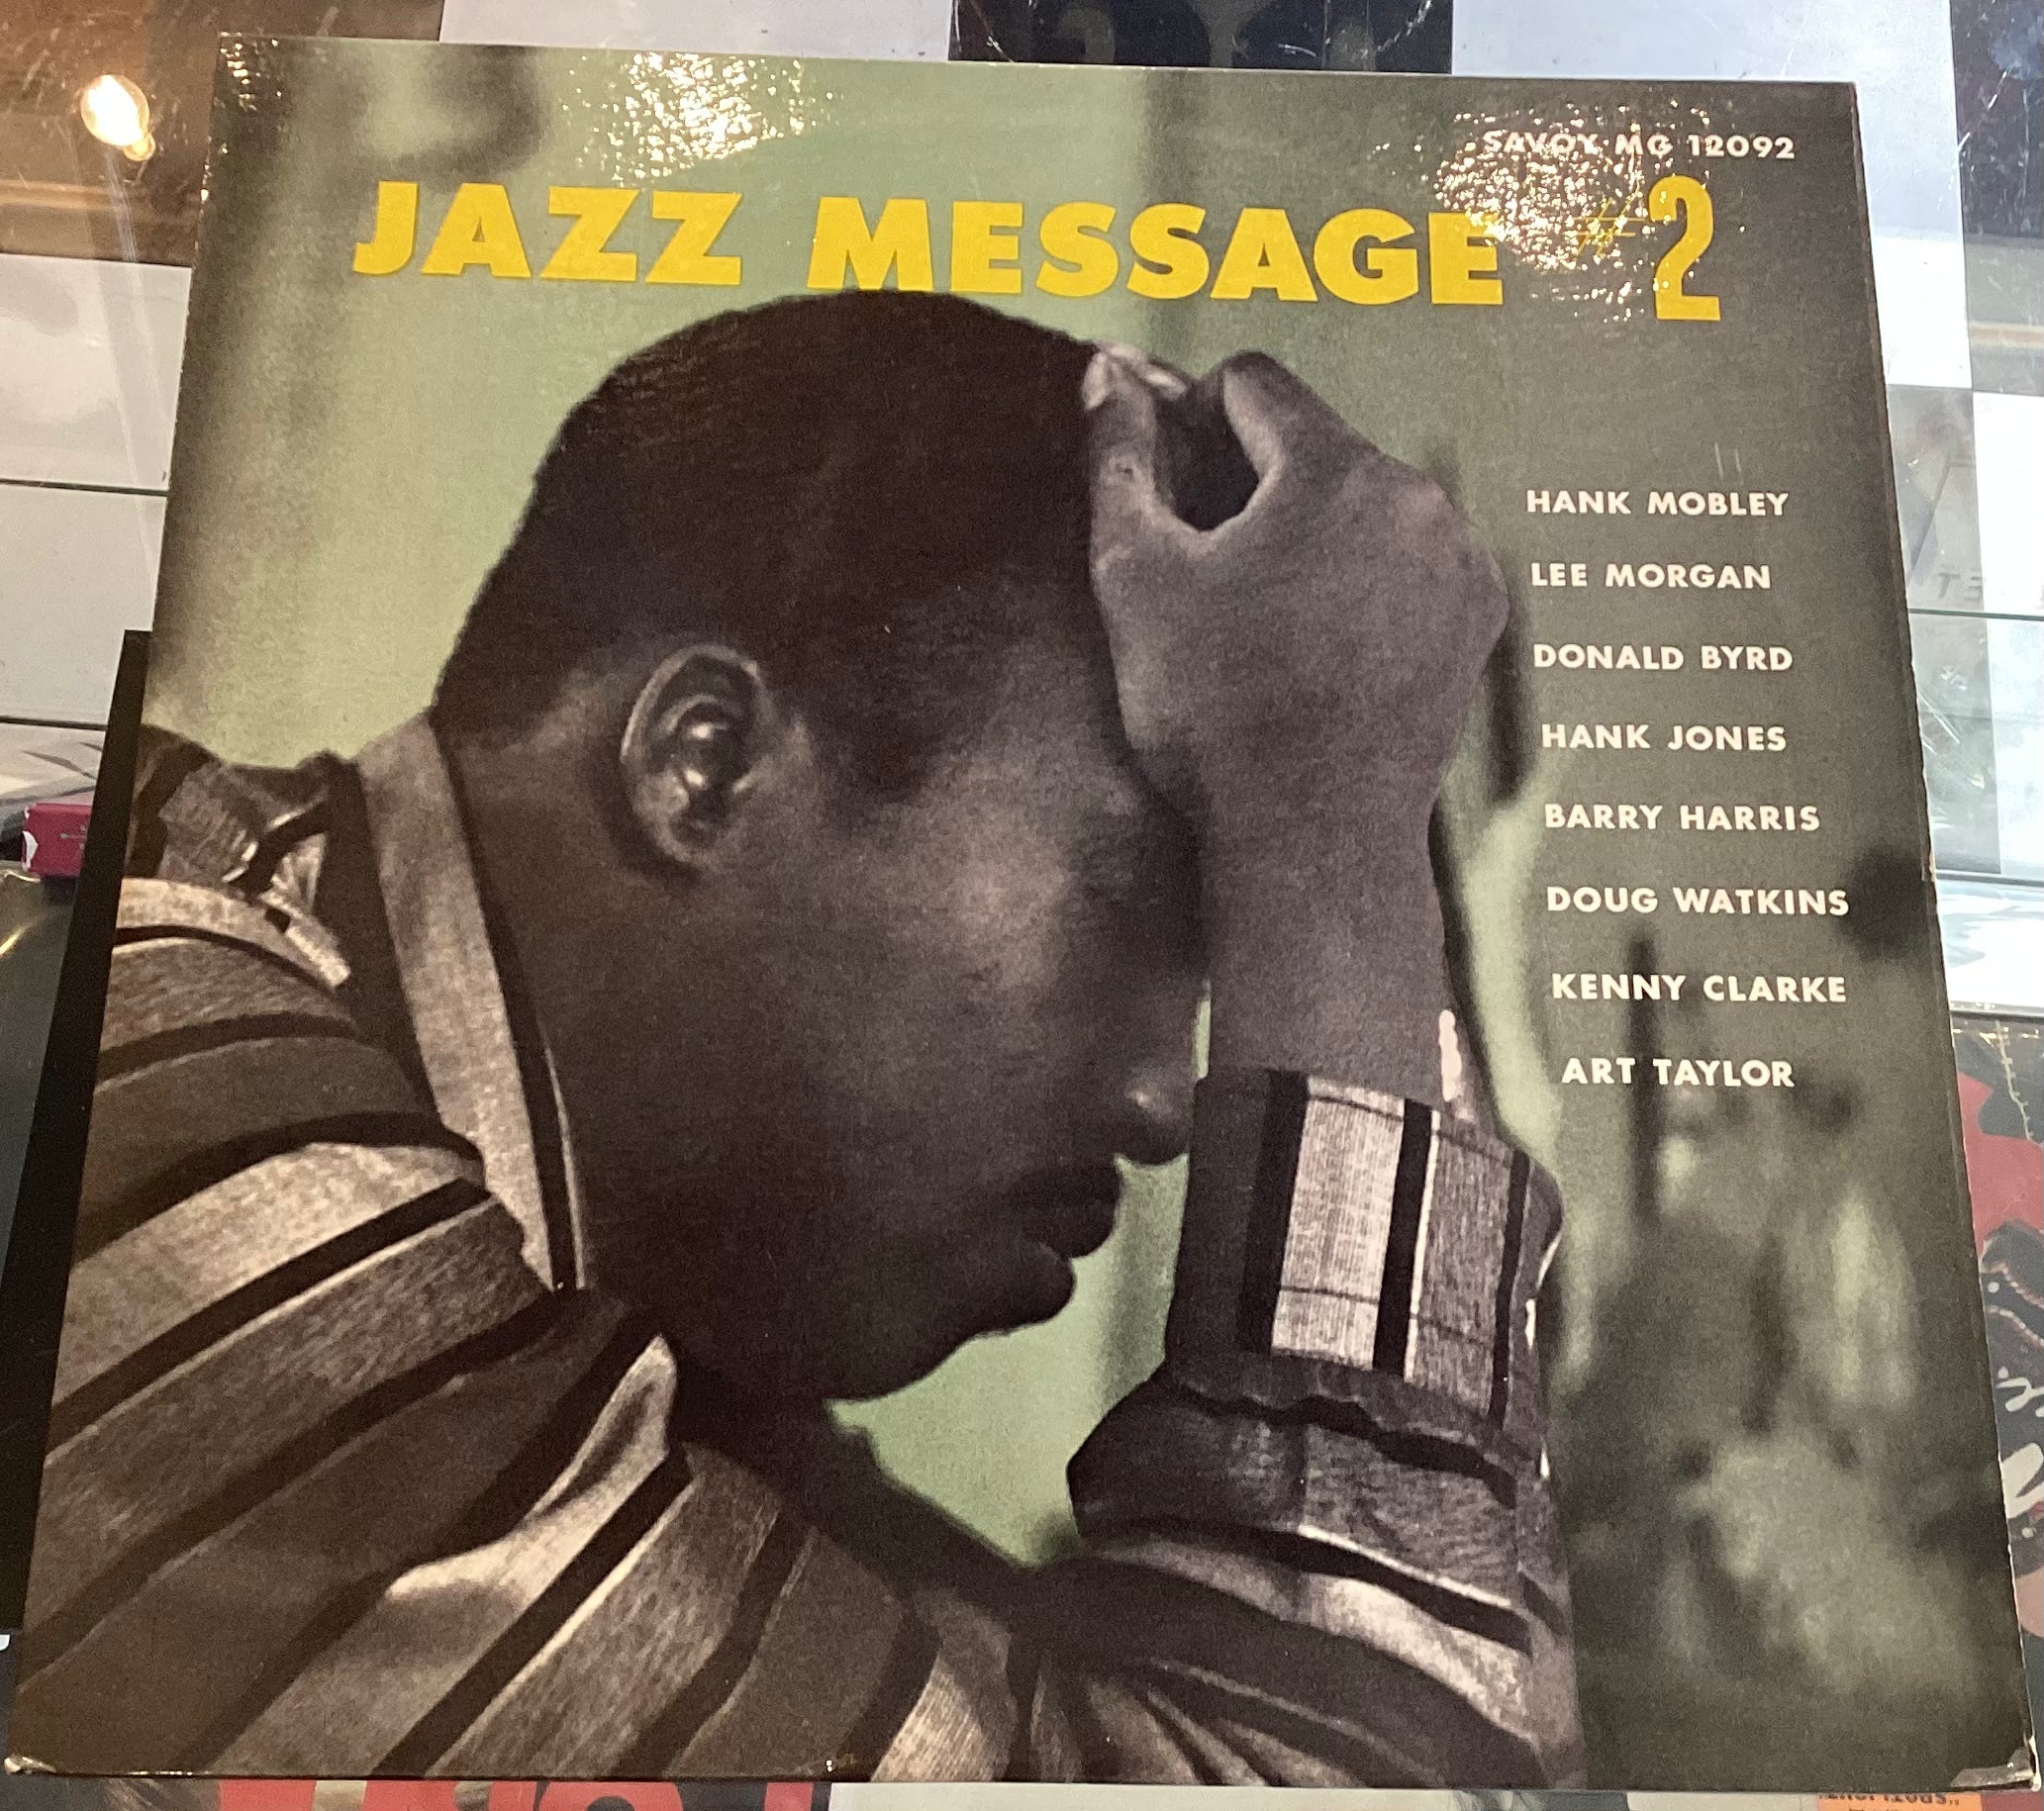 SAVOY MG 12092
JAZZ MESSAGE #2
HANK MOBLEY
LEE MORGAN
DONALD BYRD
HANK JONES
BARRY HARRIS
DOUG WATKINS
KENNY CLARKE
ART TAYLOR